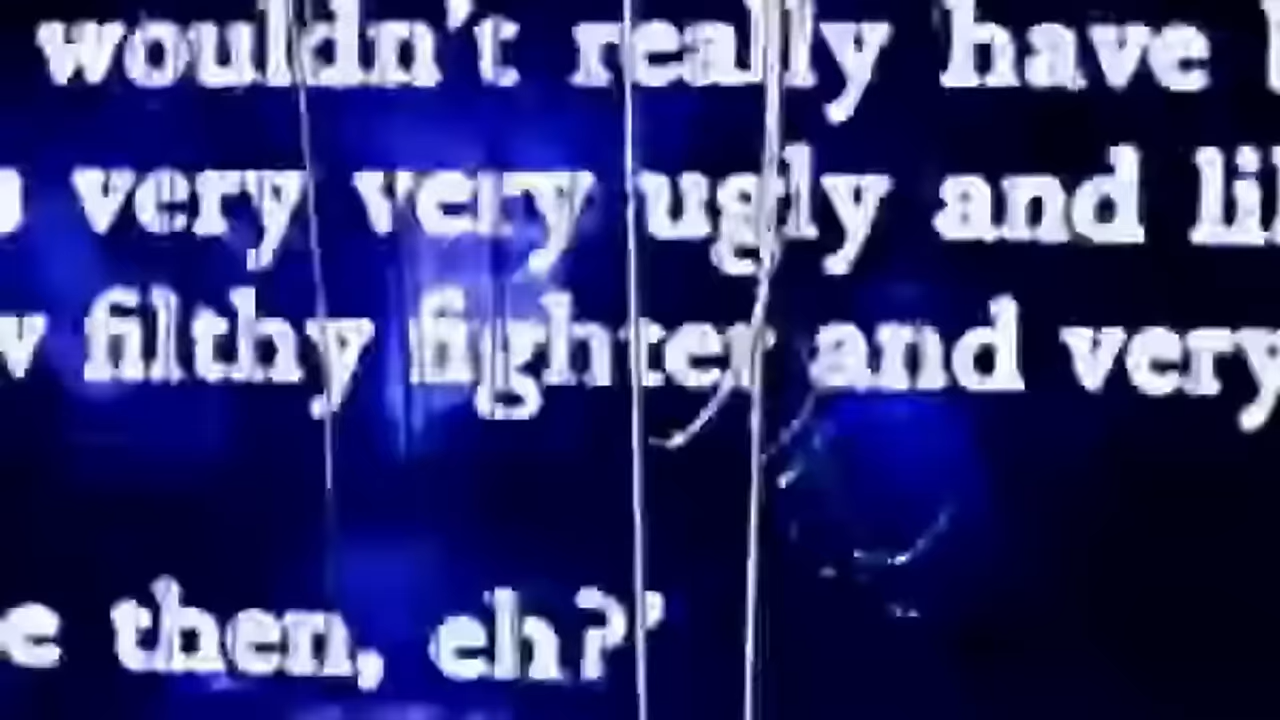 wouldn't really have
very very ugly and
filthy fighter and very
then, eh?'